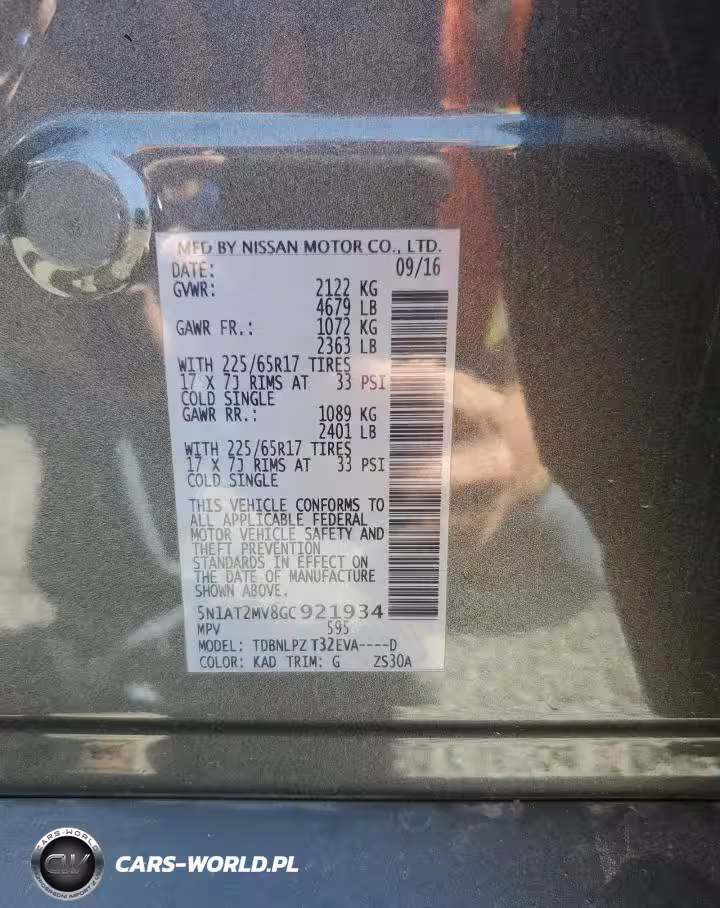 MFD BY NISSAN MOTOR CO., LTD.
DATE: 09/16
GVWR: 2122 KG
4679 LB
GAWR FR.: 1072 KG
2363 LB
WITH 225/65R17 TIRES
17 X 7J RIMS AT 33 PSI
COLD SINGLE
GAWR RR.: 1089 KG
2401 LB
WITH 225/65R17 TIRES
17 X 7J RIMS AT 33 PSI
COLD SINGLE
THIS VEHICLE CONFORMS TO
ALL APPLICABLE FEDERAL
MOTOR VEHICLE SAFETY AND
THEFT PREVENTION
STANDARDS IN EFFECT ON
THE DATE OF MANUFACTURE
SHOWN ABOVE.
5N1AT2MV8GC921934
MPV 595
MODEL: TDBNLPZ T32EVA----D
COLOR: KAD TRIM: G ZS30A
CARS-WORLD
CW
CARS-WORLD.PL